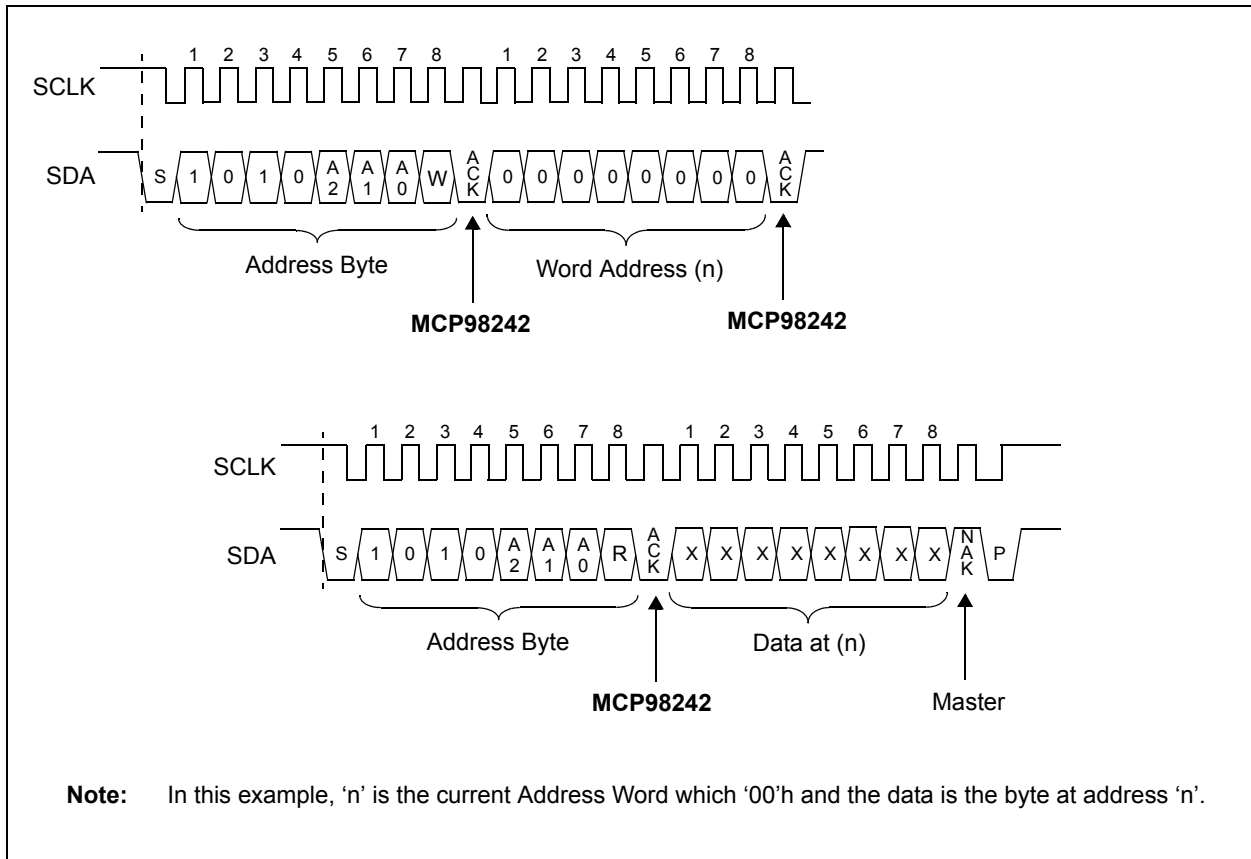 1 2 3 4 5 6 7 8 1 2 3 4 5 6 7 8
SCLK
SDA S 1 0 1 0 A2 A1 A0 W ACK 0 0 0 0 0 0 0 0 ACK
Address Byte Word Address (n)
MCP98242 MCP98242
1 2 3 4 5 6 7 8 1 2 3 4 5 6 7 8
SCLK
SDA S 1 0 1 0 A2 A1 A0 R ACK X X X X X X X X NAK P
Address Byte Data at (n)
MCP98242 Master
Note: In this example, ‘n’ is the current Address Word which ‘00’h and the data is the byte at address ‘n’.